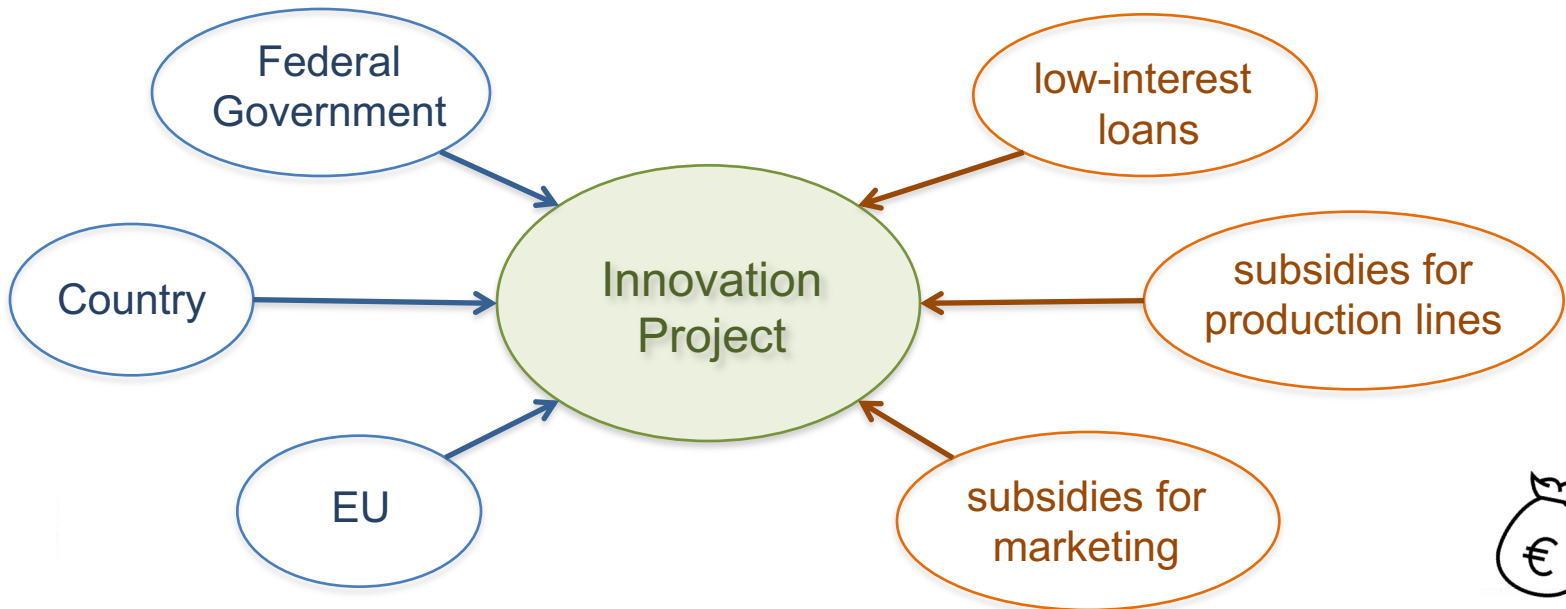 Federal
Government
low-interest
loans
Country
Innovation
Project
subsidies for
production lines
EU
subsidies for
marketing
€